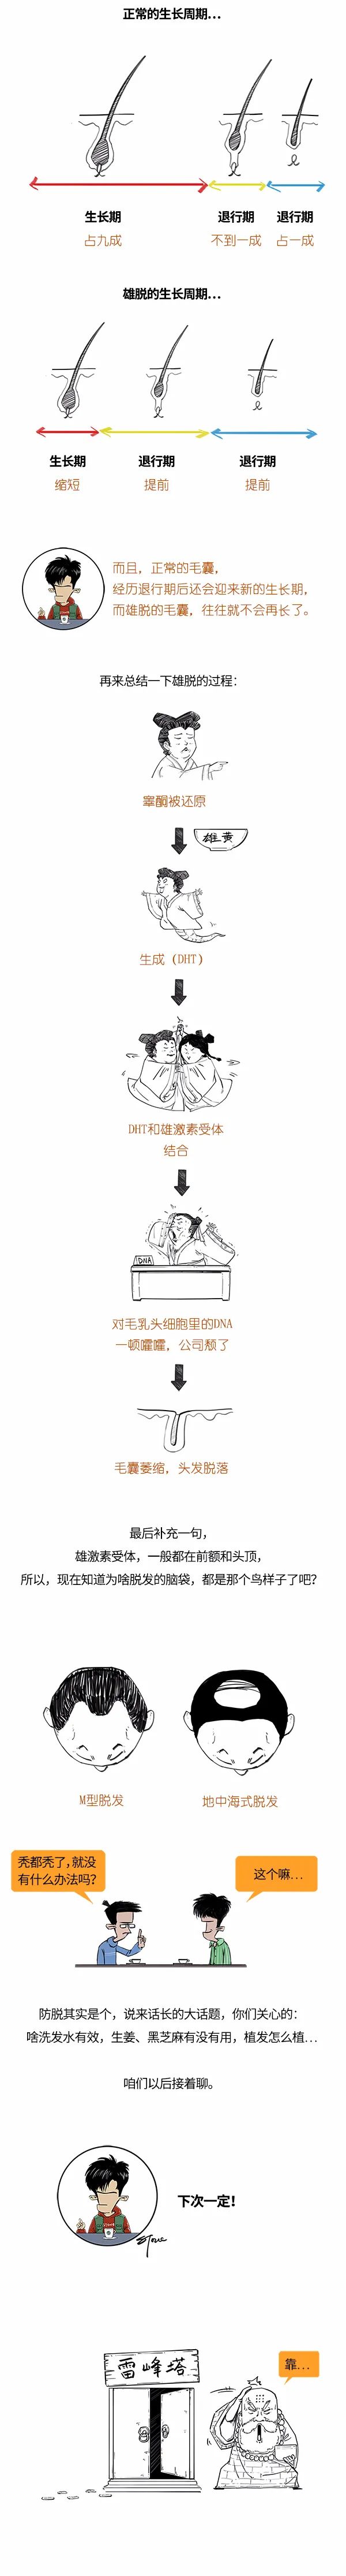 正常的生长周期...
生长期
退行期
退行期
占九成
不到一成
占一成
雄脱的生长周期...
生长期
退行期
退行期
缩短
提前
提前
而且，正常的毛囊，
经历退行期后还会迎来新的生长期，
而雄脱的毛囊，往往就不会再长了。
再来总结一下雄脱的过程：
睾酮被还原
雄黄
生成（DHT）
DHT和雄激素受体
结合
DNA
对毛乳头细胞里的DNA
一顿嚯嚯，公司颓了
毛囊萎缩，头发脱落
最后补充一句，
雄激素受体，一般都在前额和头顶，
所以，现在知道为啥脱发的脑袋，都是那个鸟样子了吧？
M型脱发
地中海式脱发
秃都秃了，就没
有什么办法吗？
这个嘛...
防脱其实是个，说来话长的大话题，你们关心的：
啥洗发水有效，生姜、黑芝麻有没有用，植发怎么植...
咱们以后接着聊。
下次一定！
Stone
雷峰塔
靠...